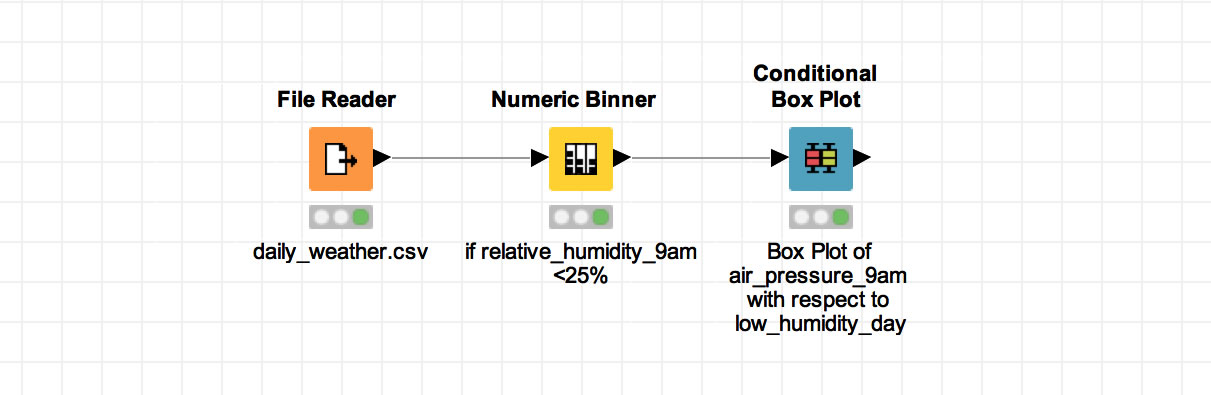 File Reader
Numeric Binner
Conditional
Box Plot
daily_weather.csv
if relative_humidity_9am
<25%
Box Plot of
air_pressure_9am
with respect to
low_humidity_day